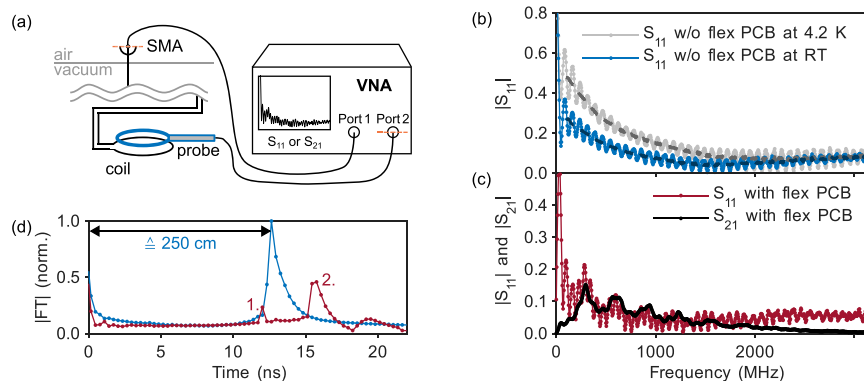 (a)
SMA
air
vacuum
VNA
Port 1
Port 2
S11 or S21
probe
coil
(b)
S11 w/o flex PCB at 4.2 K
S11 w/o flex PCB at RT
|S11|
0.8
0.6
0.4
0.2
0.0
(c)
S11 with flex PCB
S21 with flex PCB
|S11| and |S21|
0.4
0.3
0.2
0.1
0.0
0
1000
2000
Frequency (MHz)
(d)
≙ 250 cm
1.
2.
|FT| (norm.)
1.0
0.5
0.0
0
5
10
15
20
Time (ns)